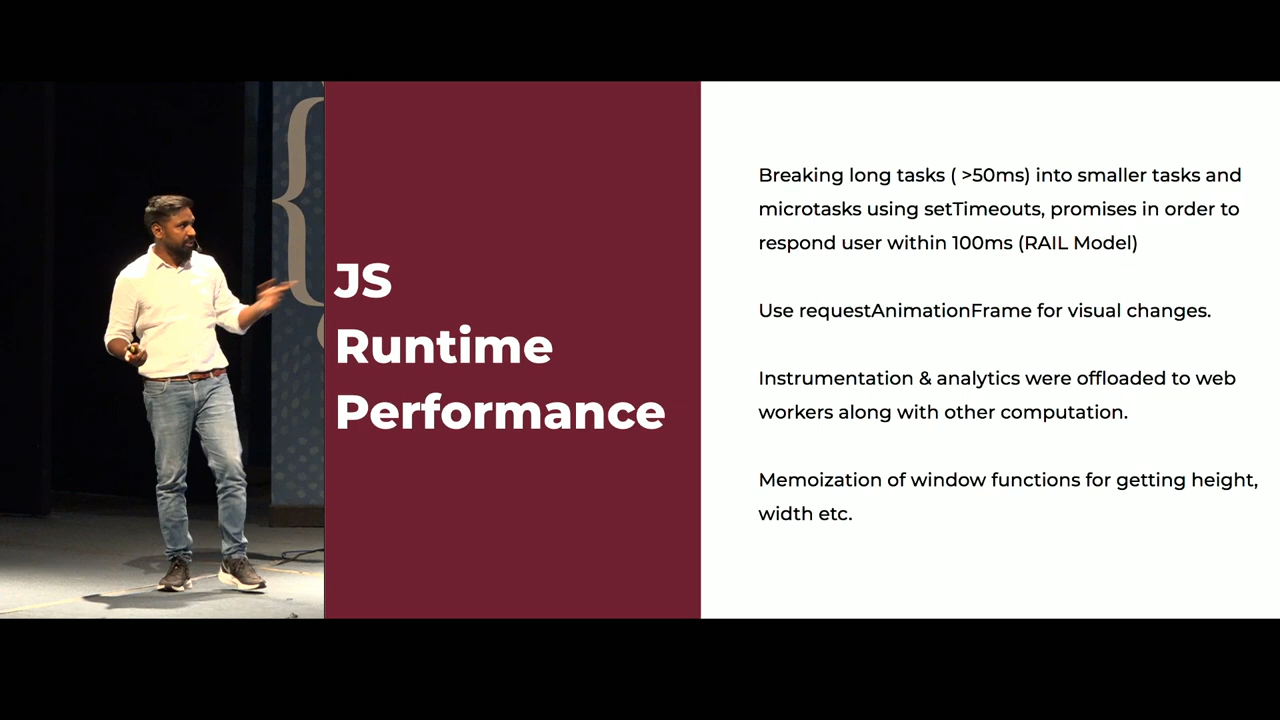 JS
Runtime
Performance
Breaking long tasks ( >50ms) into smaller tasks and
microtasks using setTimeouts, promises in order to
respond user within 100ms (RAIL Model)
Use requestAnimationFrame for visual changes.
Instrumentation & analytics were offloaded to web
workers along with other computation.
Memoization of window functions for getting height,
width etc.